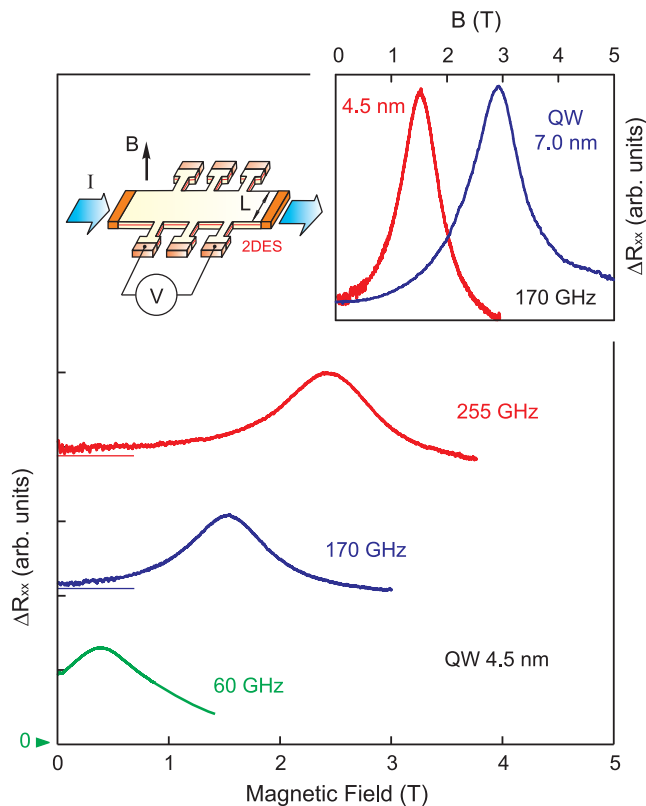 B (T)
0 1 2 3 4 5
4.5 nm
QW
7.0 nm
170 GHz
ΔRxx (arb. units)
B
I
L
2DES
V
255 GHz
170 GHz
60 GHz
QW 4.5 nm
ΔRxx (arb. units)
0
0 1 2 3 4 5
Magnetic Field (T)